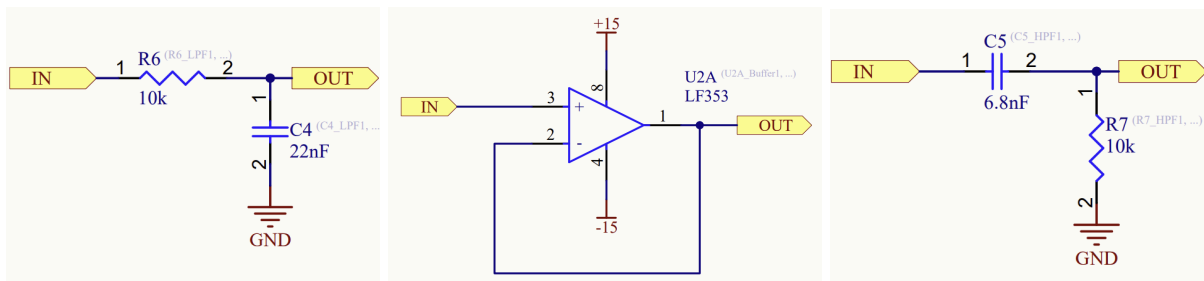 R6 (R6_LPF1, ...)
IN 1 2 OUT
10k
1
C4 (C4_LPF1, ...
22nF
2
GND
+15
8
U2A (U2A_Buffer1, ...)
LF353
IN 3 +
1 OUT
2 -
4
-15
C5 (C5_HPF1, ...)
IN 1 2 OUT
6.8nF
1
R7 (R7_HPF1, ...)
10k
2
GND